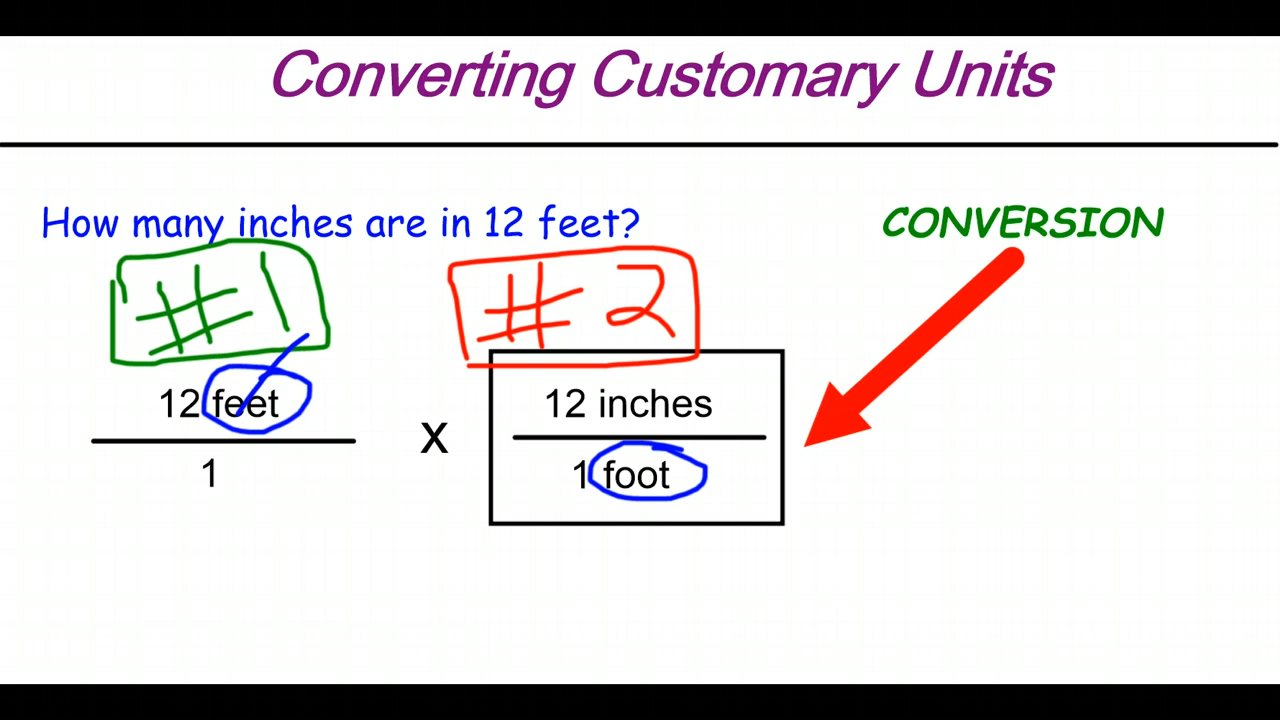 Converting Customary Units
How many inches are in 12 feet?
CONVERSION
#1
#2
12 feet
1
x
12 inches
1 foot